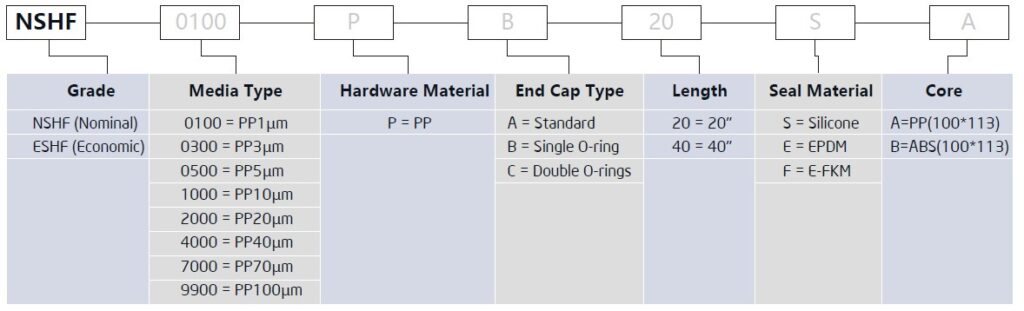 NSHF 0100 P B 20 S A
Grade Media Type Hardware Material End Cap Type Length Seal Material Core
NSHF (Nominal) 0100 = PP1μm P = PP A = Standard 20 = 20” S = Silicone A=PP(100*113)
ESHF (Economic) 0300 = PP3μm B = Single O-ring 40 = 40” E = EPDM B=ABS(100*113)
0500 = PP5μm C = Double O-rings F = E-FKM
1000 = PP10μm
2000 = PP20μm
4000 = PP40μm
7000 = PP70μm
9900 = PP100μm